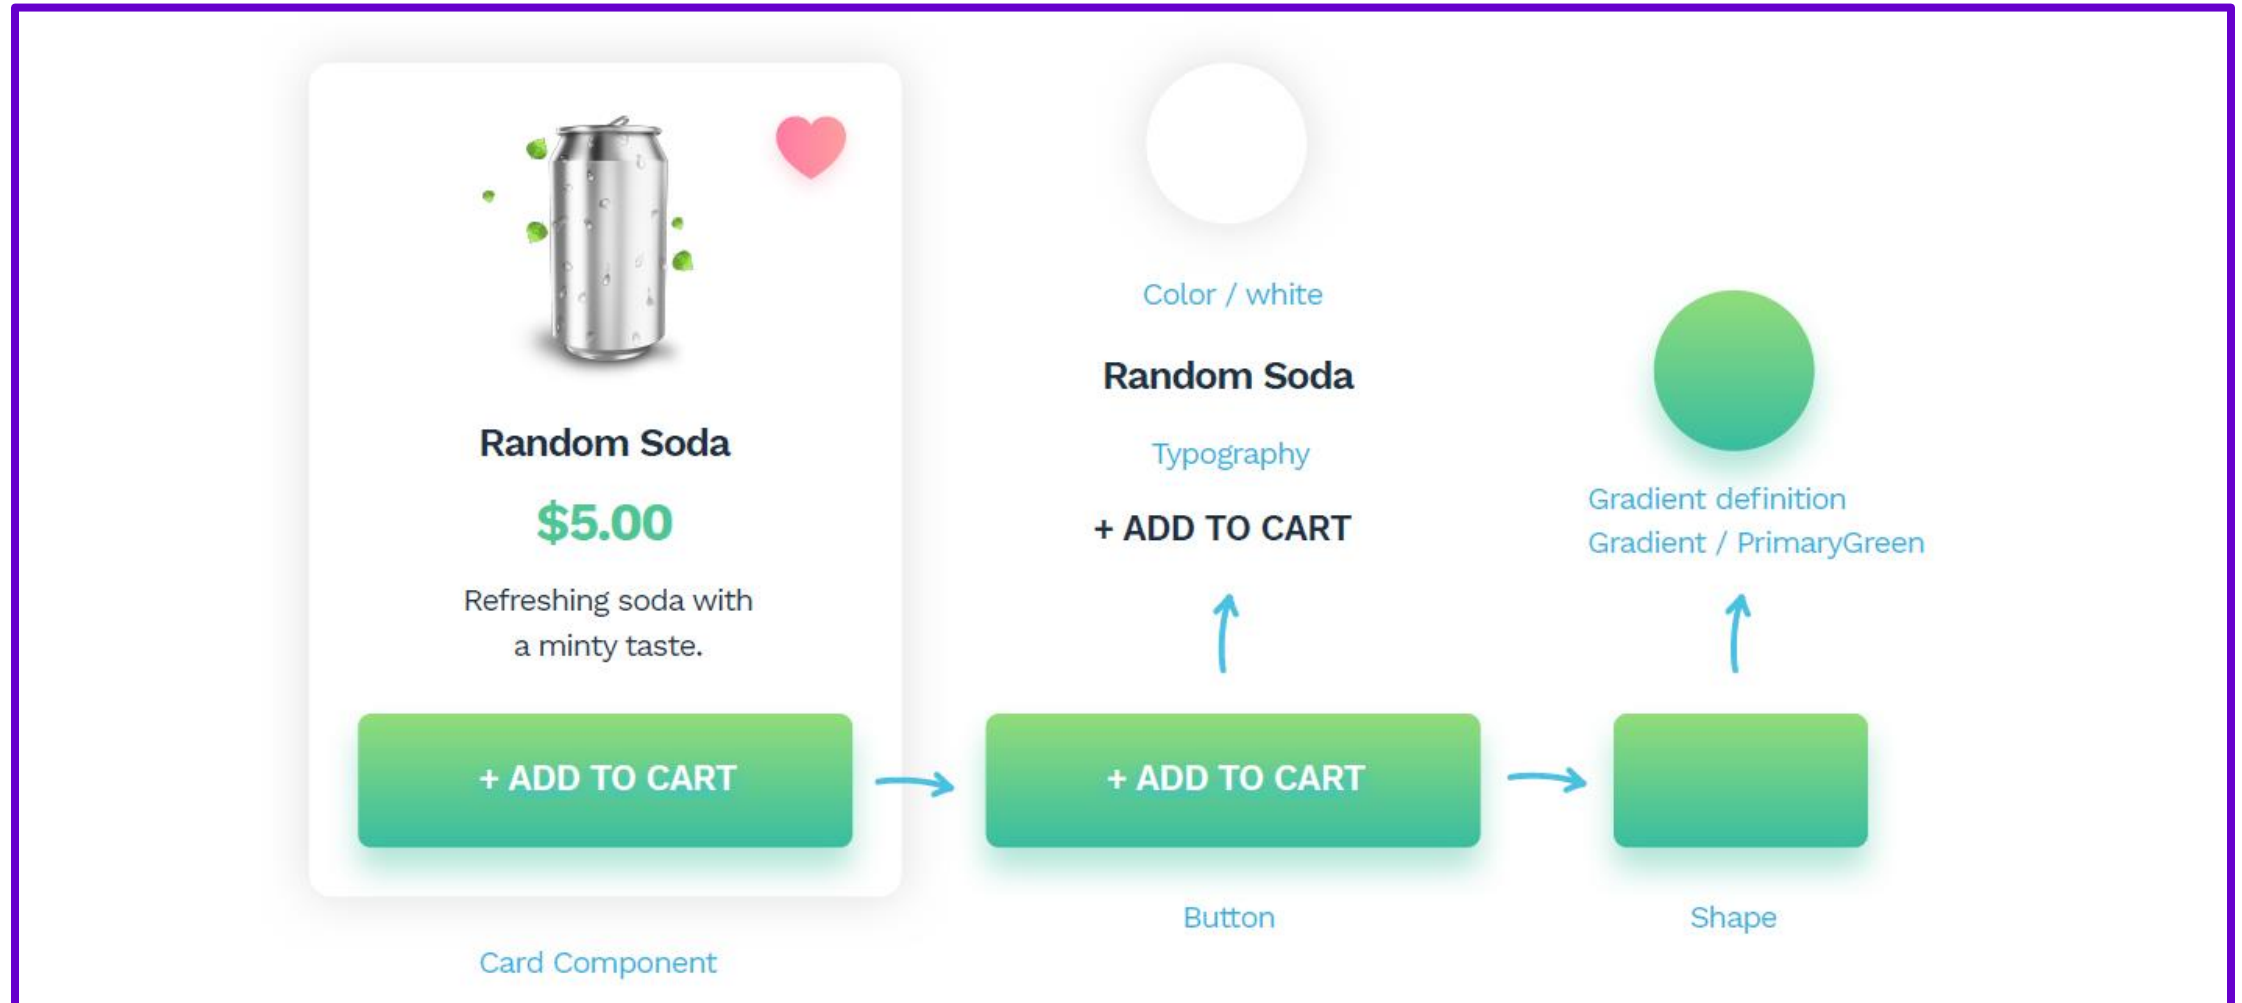 Random Soda
$5.00
Refreshing soda with
a minty taste.
+ ADD TO CART
Card Component
Color / white
Random Soda
Typography
+ ADD TO CART
+ ADD TO CART
Button
Gradient definition
Gradient / PrimaryGreen
Shape